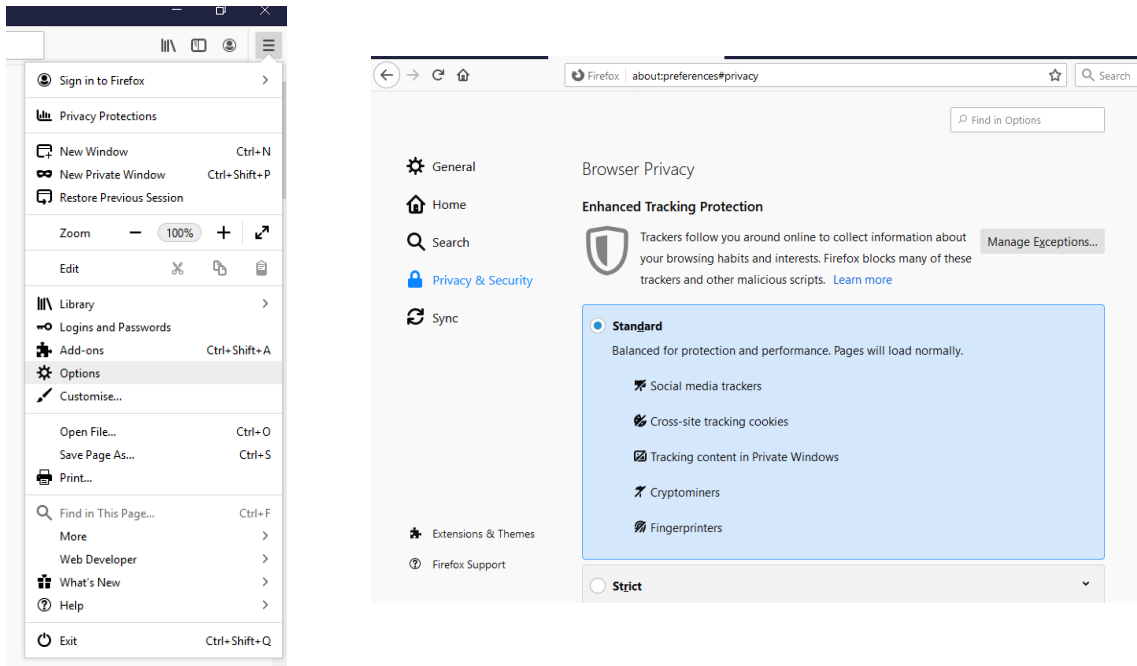 Sign in to Firefox
Privacy Protections
New Window Ctrl+N
New Private Window Ctrl+Shift+P
Restore Previous Session
Zoom 100%
Edit
Library
Logins and Passwords
Add-ons Ctrl+Shift+A
Options
Customise...
Open File... Ctrl+O
Save Page As... Ctrl+S
Print...
Find in This Page... Ctrl+F
More
Web Developer
What's New
Help
Exit Ctrl+Shift+Q
Firefox about:preferences#privacy Search
Find in Options
General
Home
Search
Privacy & Security
Sync
Extensions & Themes
Firefox Support
Browser Privacy
Enhanced Tracking Protection
Trackers follow you around online to collect information about
your browsing habits and interests. Firefox blocks many of these
trackers and other malicious scripts. Learn more
Manage Exceptions...
Standard
Balanced for protection and performance. Pages will load normally.
Social media trackers
Cross-site tracking cookies
Tracking content in Private Windows
Cryptominers
Fingerprinters
Strict